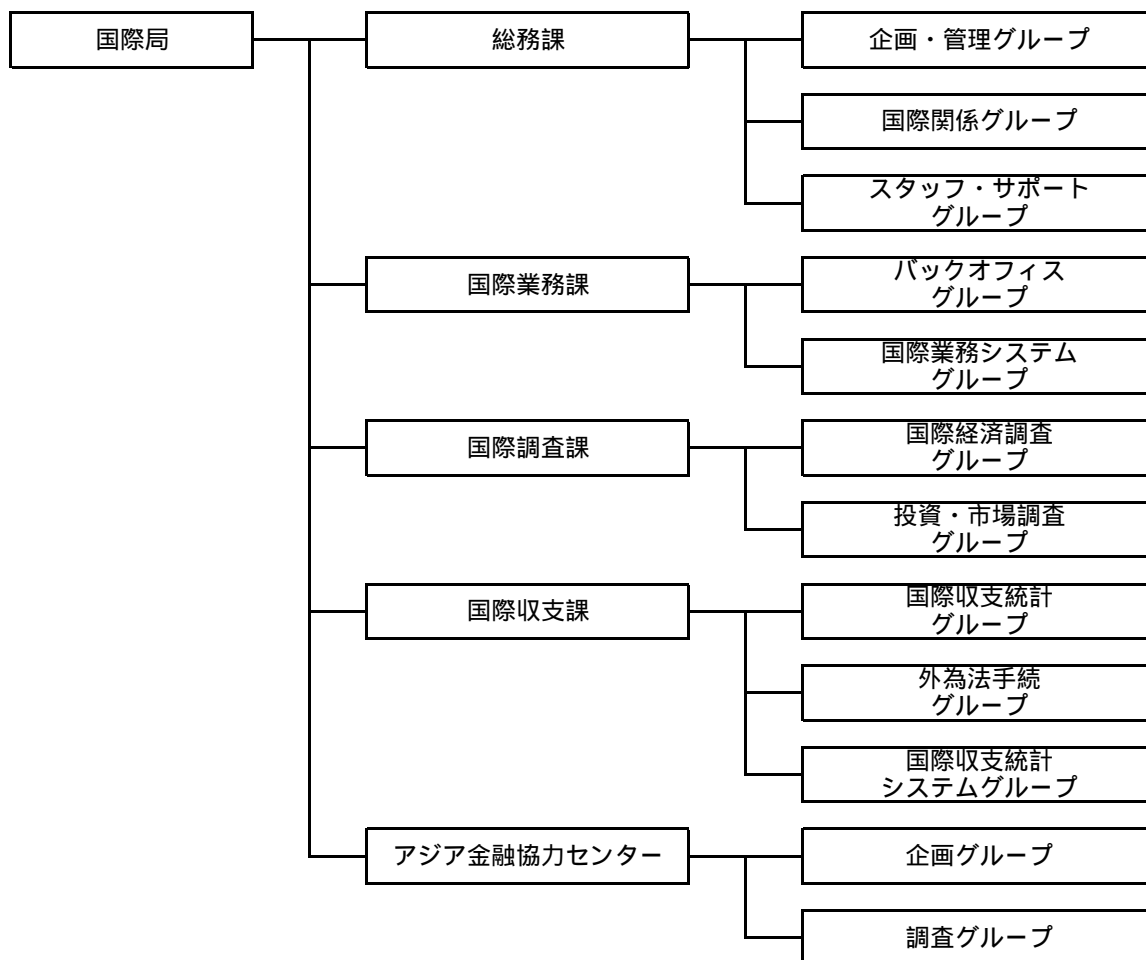 国際局
総務課
企画・管理グループ
国際関係グループ
スタッフ・サポート
グループ
国際業務課
バックオフィス
グループ
国際業務システム
グループ
国際調査課
国際経済調査
グループ
投資・市場調査
グループ
国際収支課
国際収支統計
グループ
外為法手続
グループ
国際収支統計
システムグループ
アジア金融協力センター
企画グループ
調査グループ